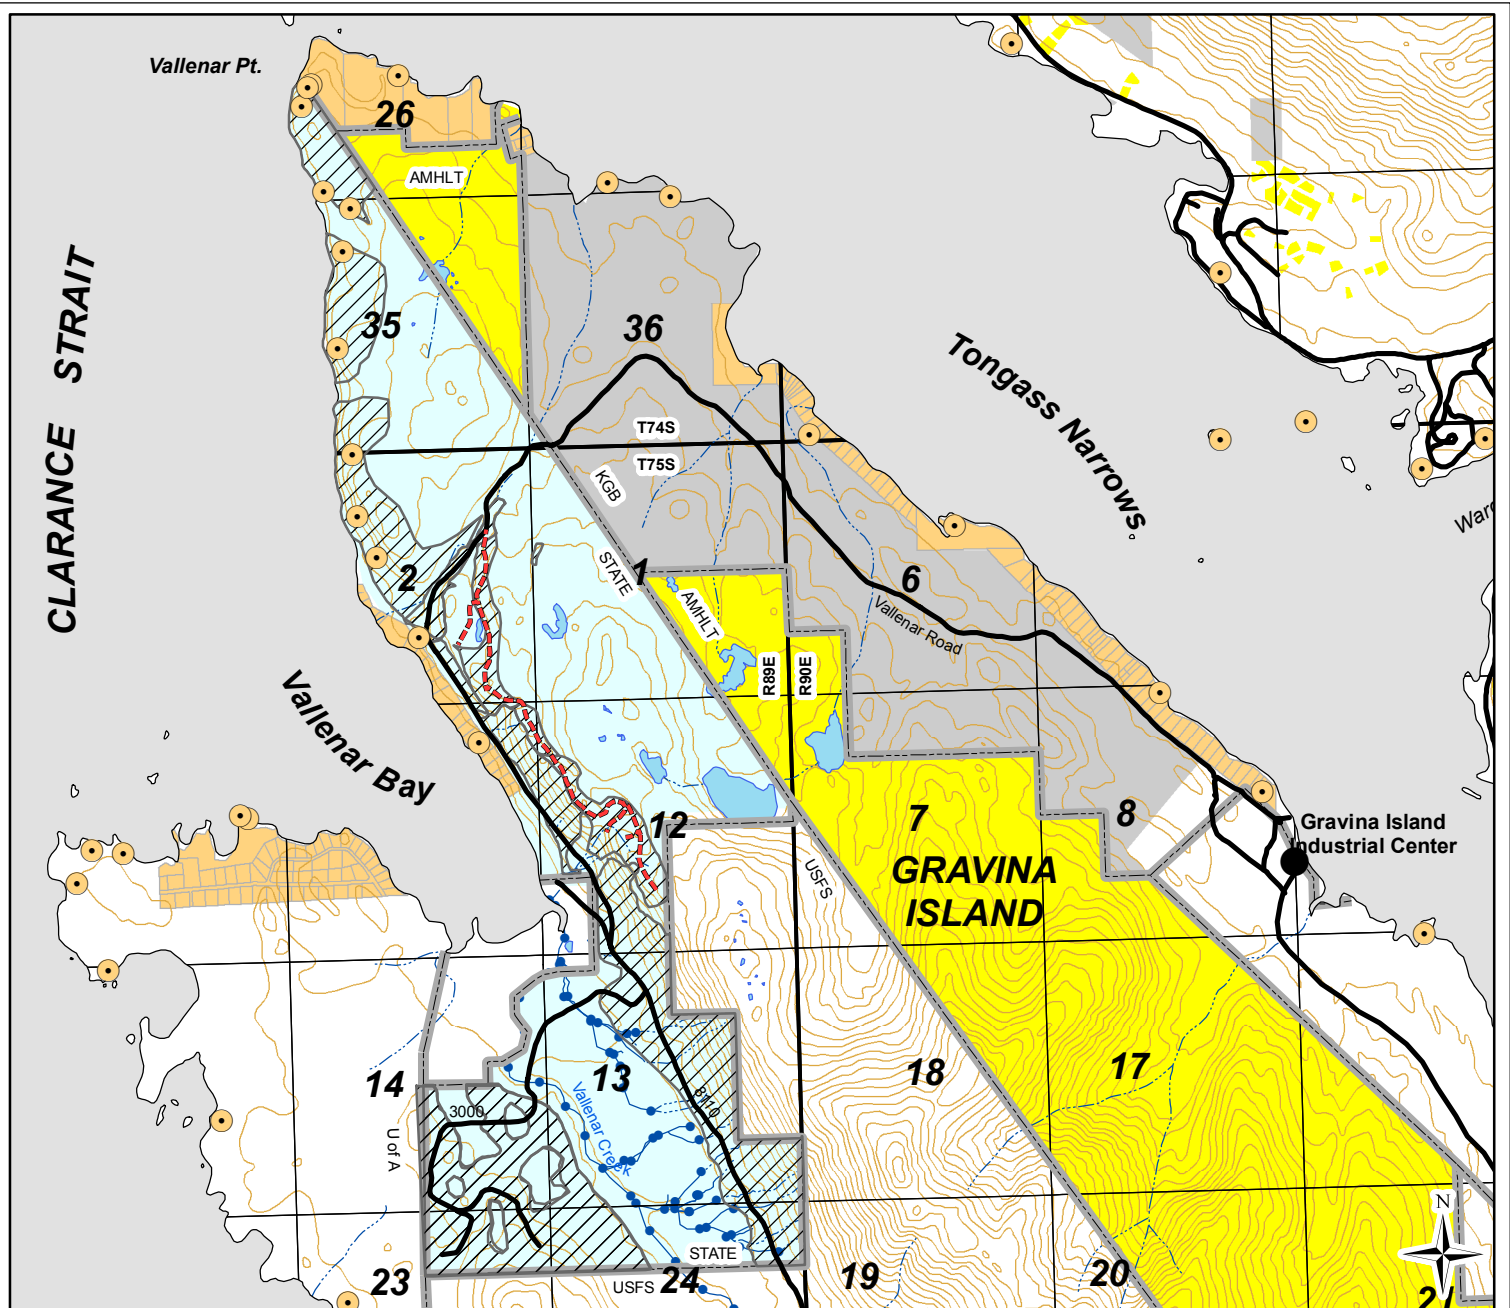 Vallenar Pt.
26
AMHLT
35
36
CLARANCE STRAIT
Tongass Narrows
T74S
T75S
KGB
STATE
1
2
6
AMHLT
Vallenar Road
R89E
R90E
Vallenar Bay
12
7
8
Gravina Island
Industrial Center
GRAVINA
ISLAND
USFS
14
13
18
17
3000
8110
Vallenar Creek
U of A
N
STATE
USFS
23
24
19
20
21